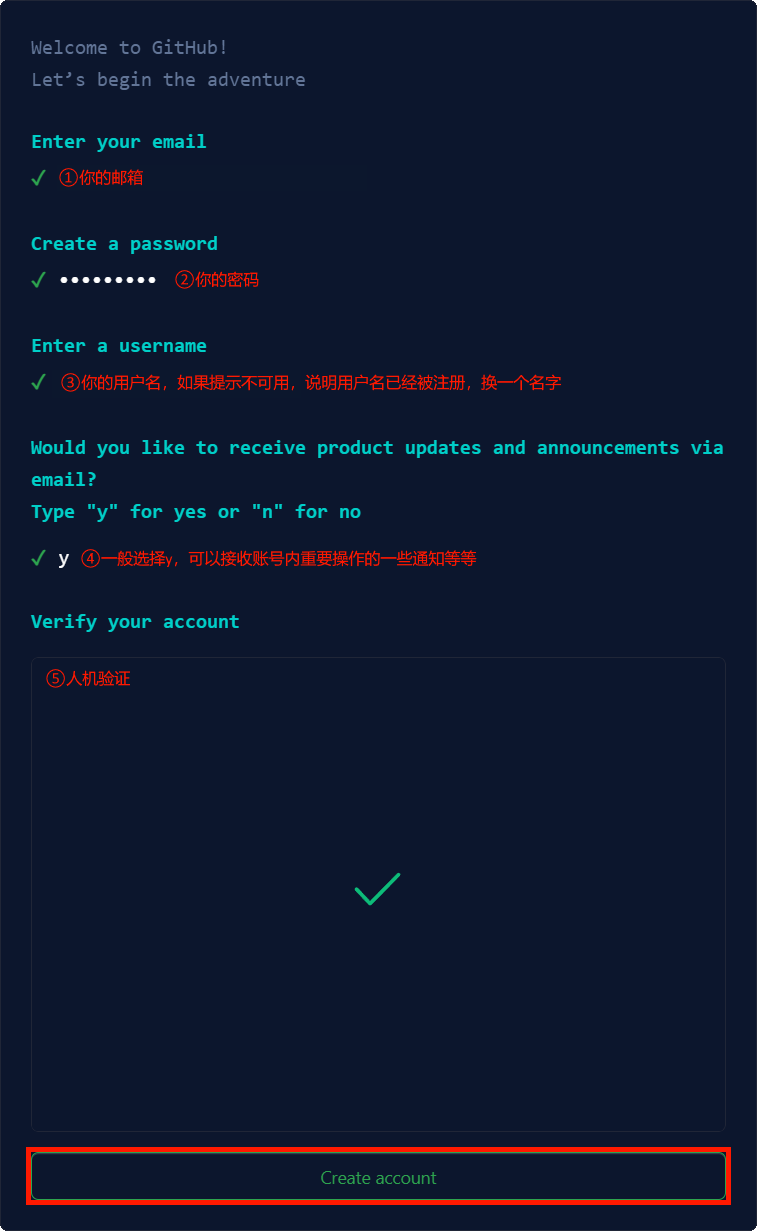 Welcome to GitHub!
Let’s begin the adventure
Enter your email
✓ ①你的邮箱
Create a password
✓ ••••••••• ②你的密码
Enter a username
✓ ③你的用户名，如果提示不可用，说明用户名已经被注册，换一个名字
Would you like to receive product updates and announcements via
email?
Type "y" for yes or "n" for no
✓ y ④一般选择y，可以接收账号内重要操作的一些通知等等
Verify your account
⑤人机验证
Create account